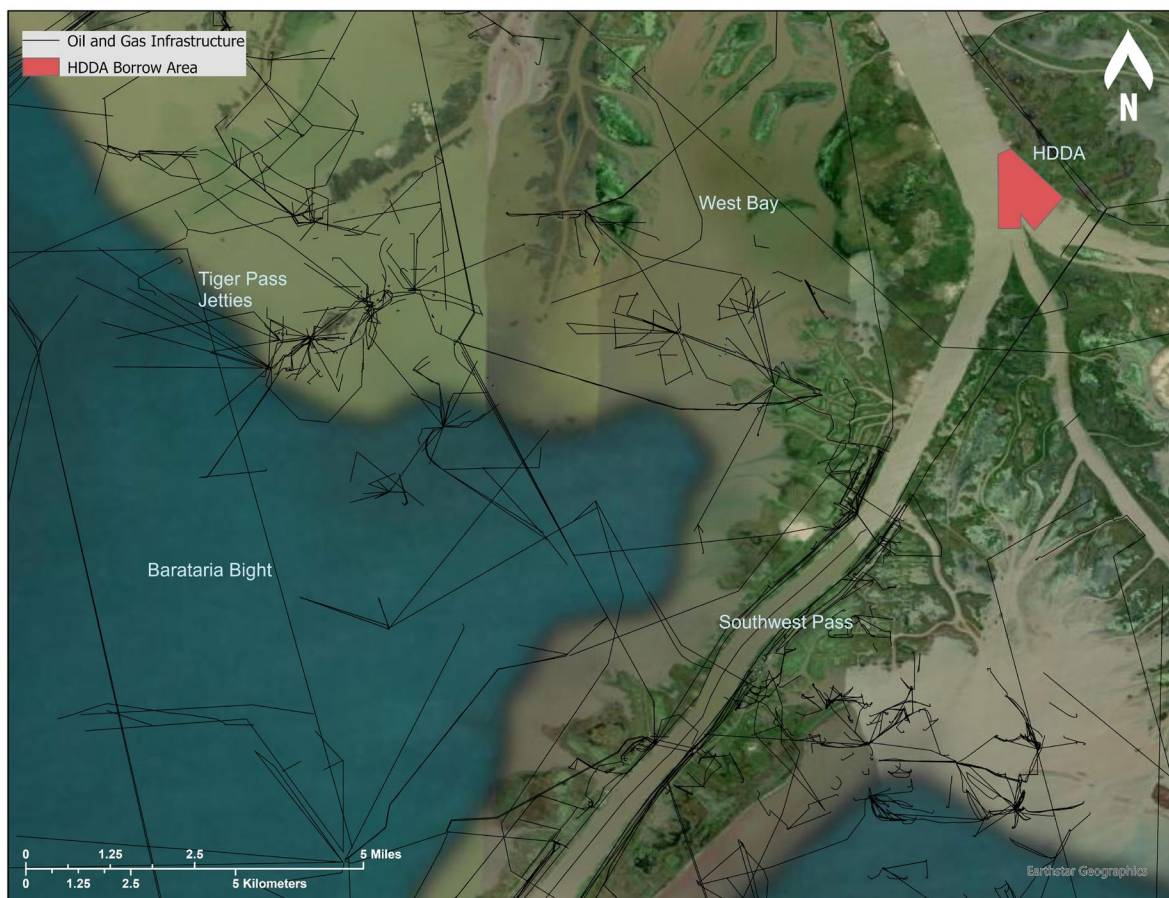 Oil and Gas Infrastructure
HDDA Borrow Area
N
HDDA
West Bay
Tiger Pass
Jetties
Barataria Bight
Southwest Pass
0 1.25 2.5 5 Miles
0 1.25 2.5 5 Kilometers
Earthstar Geographics